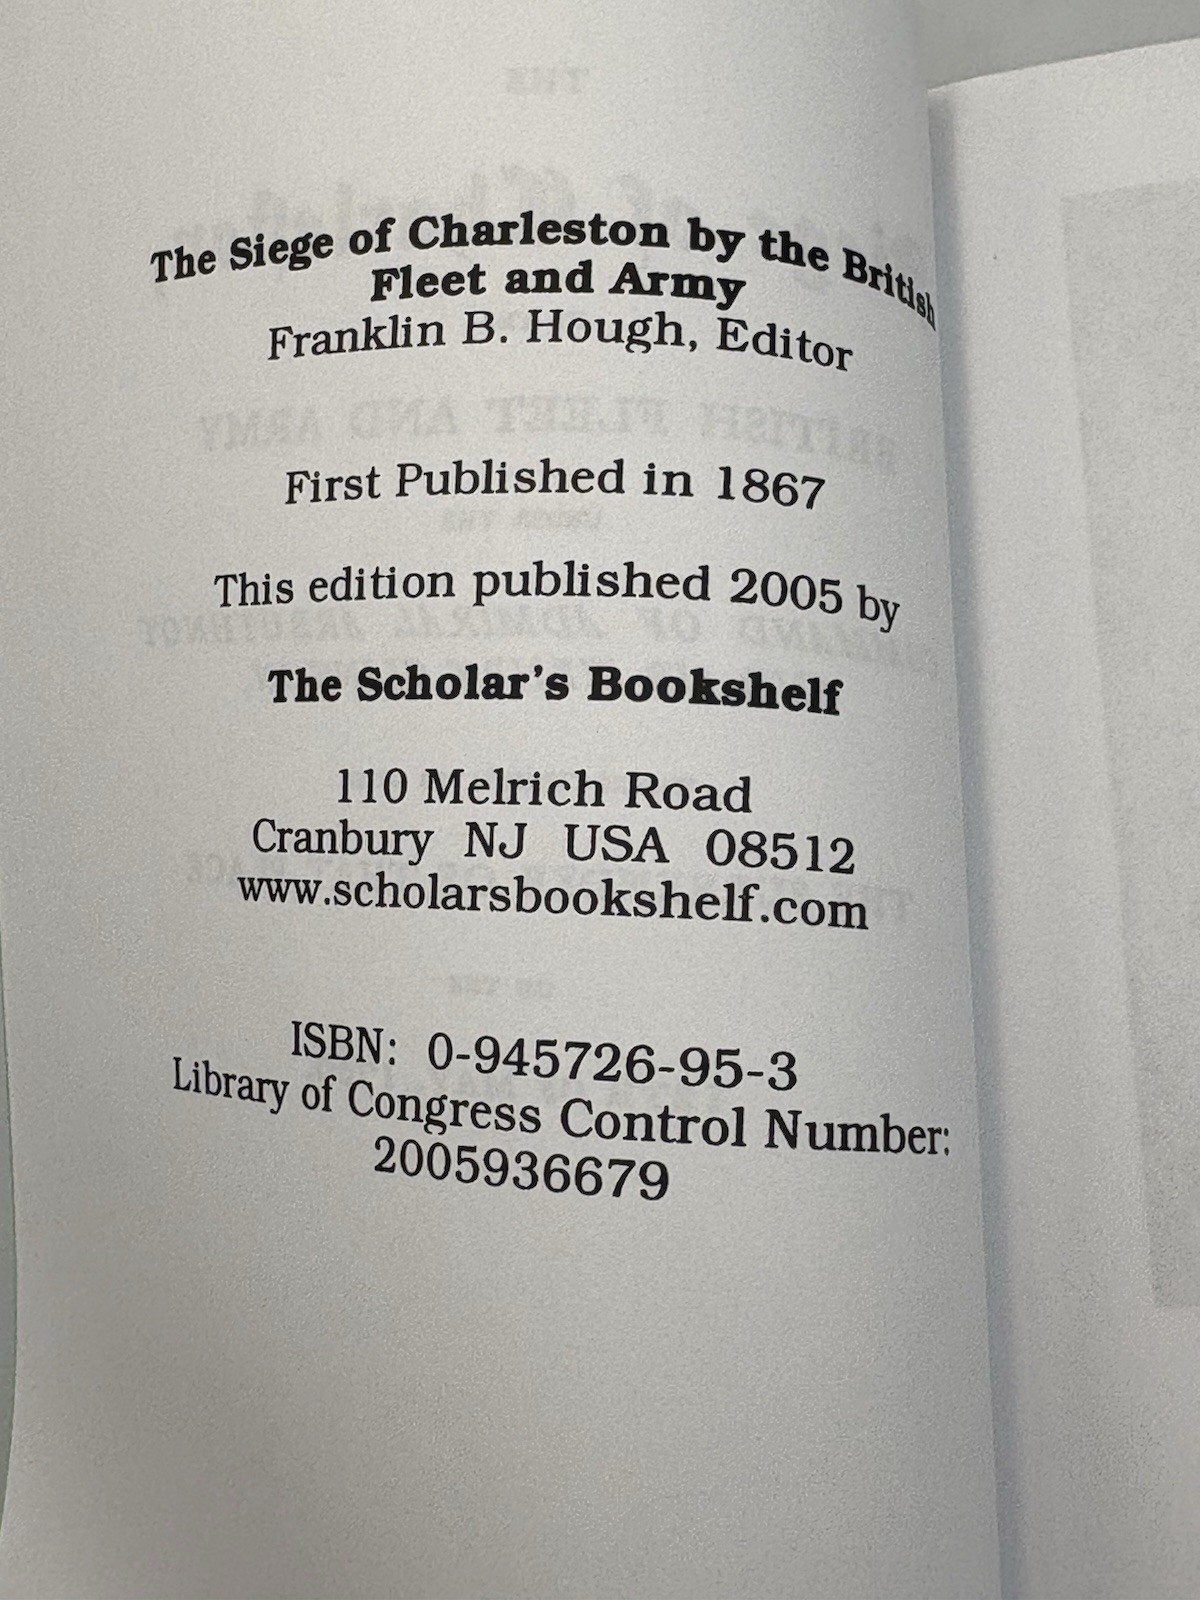 The Siege of Charleston by the British
Fleet and Army
Franklin B. Hough, Editor
First Published in 1867
This edition published 2005 by
The Scholar's Bookshelf
110 Melrich Road
Cranbury NJ USA 08512
www.scholarsbookshelf.com
ISBN: 0-945726-95-3
Library of Congress Control Number:
2005936679